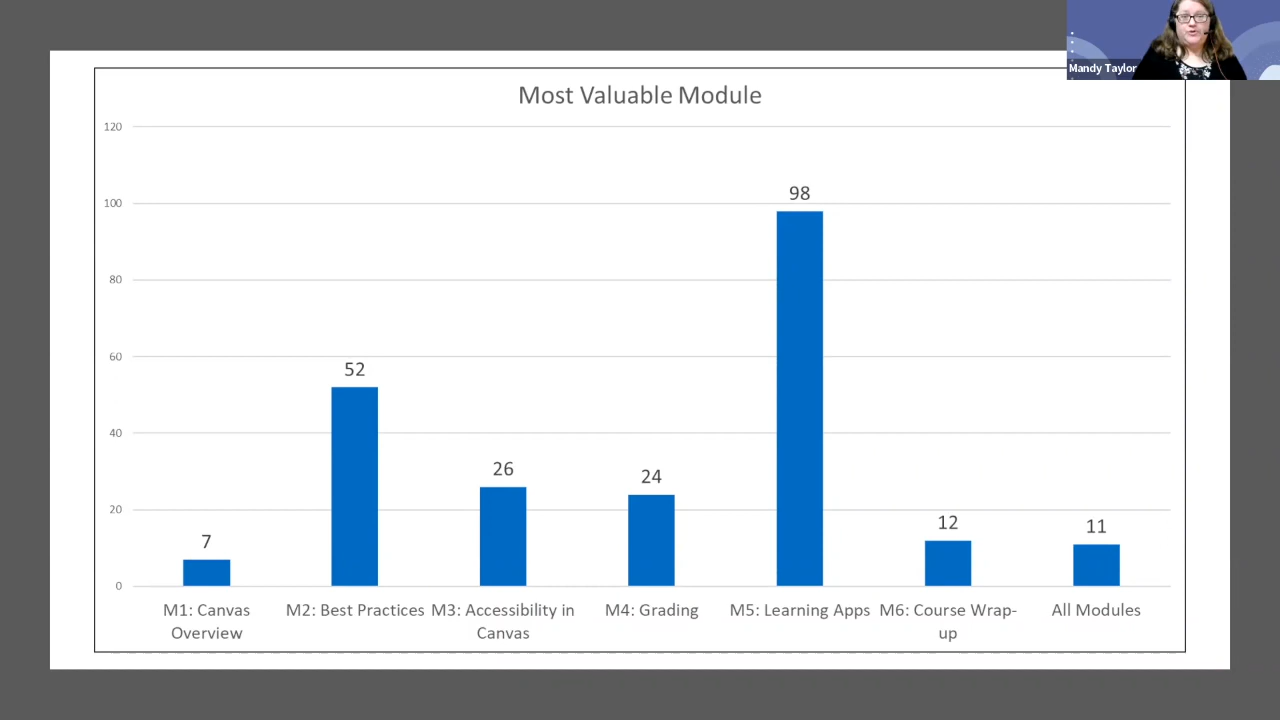 Mandy Taylor
Most Valuable Module
120
100
80
60
40
20
0
7
52
26
24
98
12
11
M1: Canvas
Overview
M2: Best Practices
M3: Accessibility in
Canvas
M4: Grading
M5: Learning Apps
M6: Course Wrap-
up
All Modules